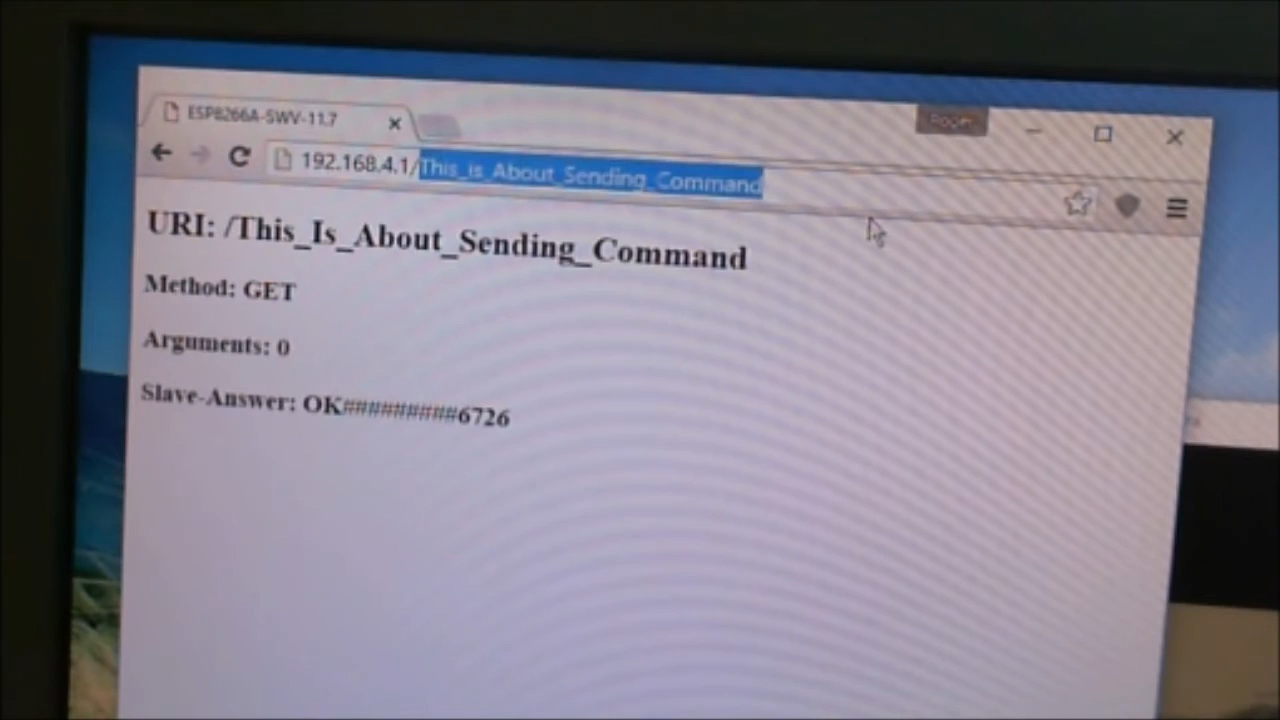 ESP8266A-SWV-11.7
192.168.4.1/This_is_About_Sending_Command
URI: /This_Is_About_Sending_Command
Method: GET
Arguments: 0
Slave-Answer: OK#########6726